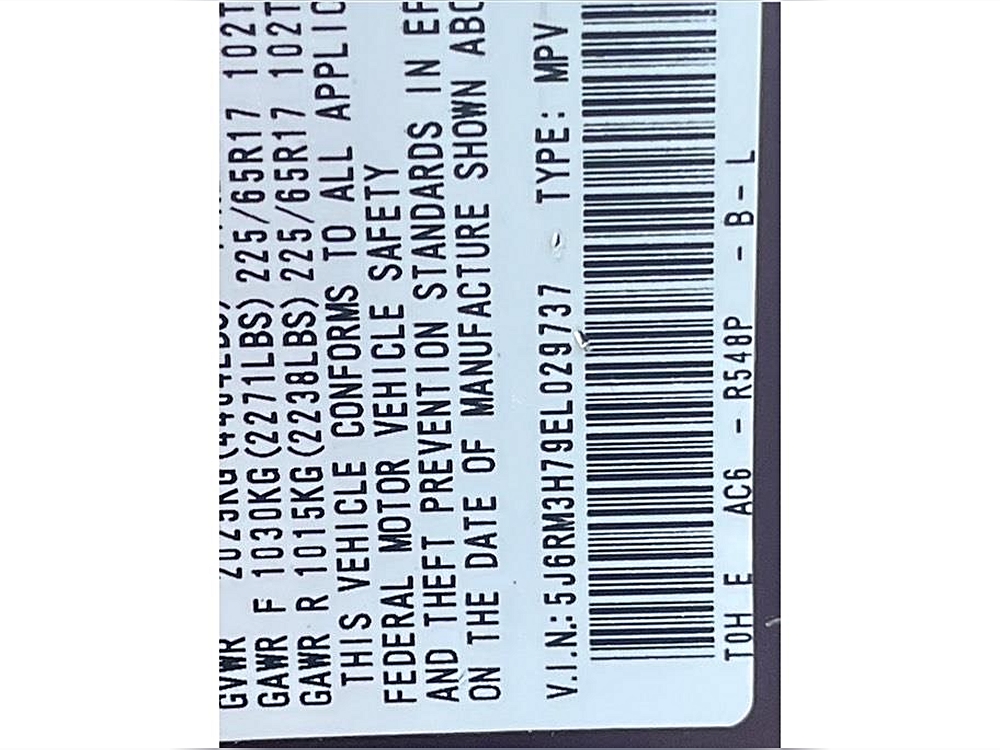 GVWR 2025KG(4464LBS)
GAWR F 1030KG(2271LBS) 225/65R17 102T
GAWR R 1015KG(2238LBS) 225/65R17 102T
THIS VEHICLE CONFORMS TO ALL APPLIC
FEDERAL MOTOR VEHICLE SAFETY
AND THEFT PREVENTION STANDARDS IN EF
ON THE DATE OF MANUFACTURE SHOWN ABO
V.I.N.:5J6RM3H79EL029737 TYPE: MPV
TOH E AC6 - R548P - B - L